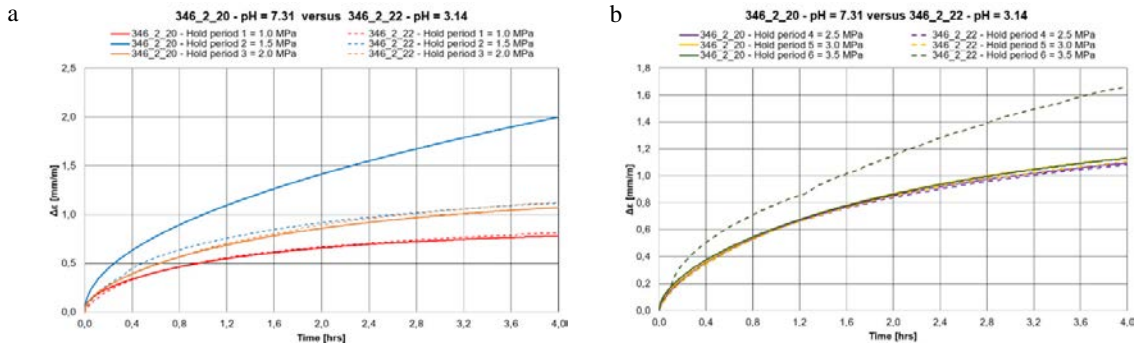 a
346_2_20 - pH = 7.31 versus 346_2_22 - pH = 3.14
346_2_20 - Hold period 1 = 1.0 MPa
346_2_22 - Hold period 1 = 1.0 MPa
346_2_20 - Hold period 2 = 1.5 MPa
346_2_22 - Hold period 2 = 1.5 MPa
346_2_20 - Hold period 3 = 2.0 MPa
346_2_22 - Hold period 3 = 2.0 MPa
2,5
2,0
1,5
1,0
0,5
0,0
Δε [mm/m]
0,0 0,4 0,8 1,2 1,6 2,0 2,4 2,8 3,2 3,6 4,0
Time [hrs]
b
346_2_20 - pH = 7.31 versus 346_2_22 - pH = 3.14
346_2_20 - Hold period 4 = 2.5 MPa
346_2_22 - Hold period 4 = 2.5 MPa
346_2_20 - Hold period 5 = 3.0 MPa
346_2_22 - Hold period 5 = 3.0 MPa
346_2_20 - Hold period 6 = 3.5 MPa
346_2_22 - Hold period 6 = 3.5 MPa
1,8
1,6
1,4
1,2
1,0
0,8
0,6
0,4
0,2
0,0
Δε [mm/m]
0,0 0,4 0,8 1,2 1,6 2,0 2,4 2,8 3,2 3,6 4,0
Time [hrs]